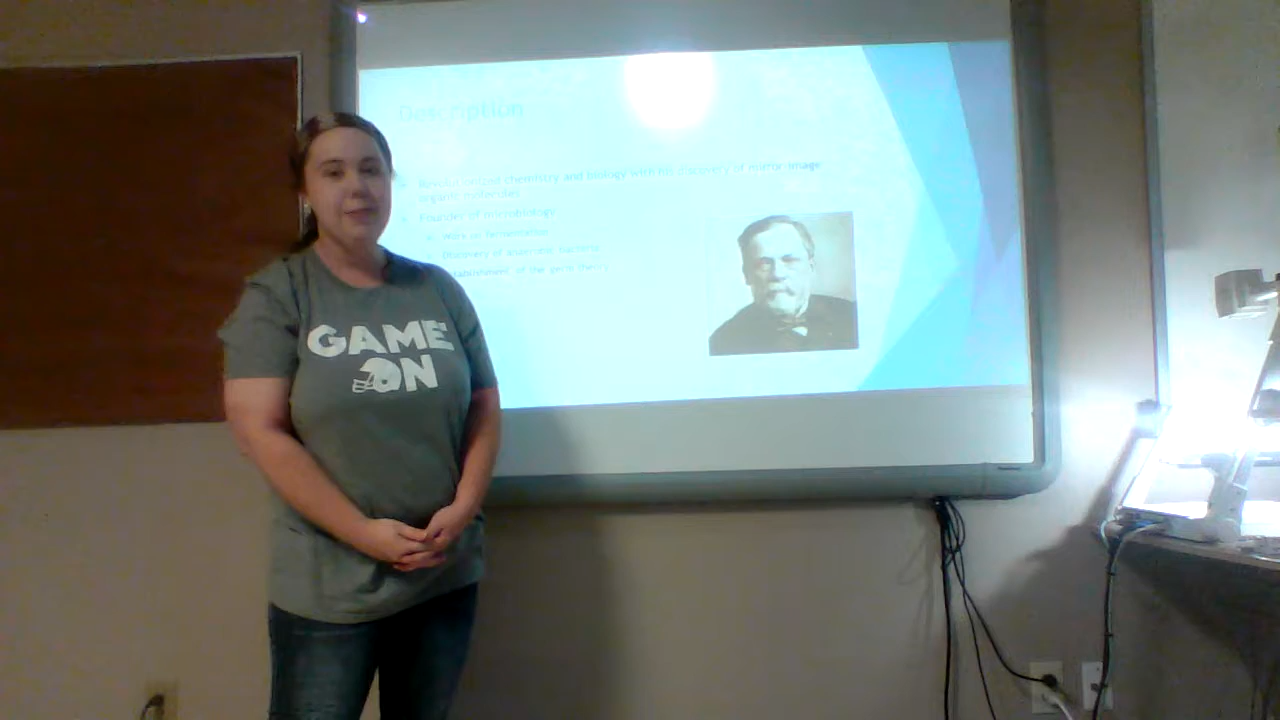 Description
Revolutionized chemistry and biology with his discovery of mirror-image
organic molecules
Founder of microbiology
Work on fermentation
Discovery of anaerobic bacteria
of the germ theory
GAME
ON